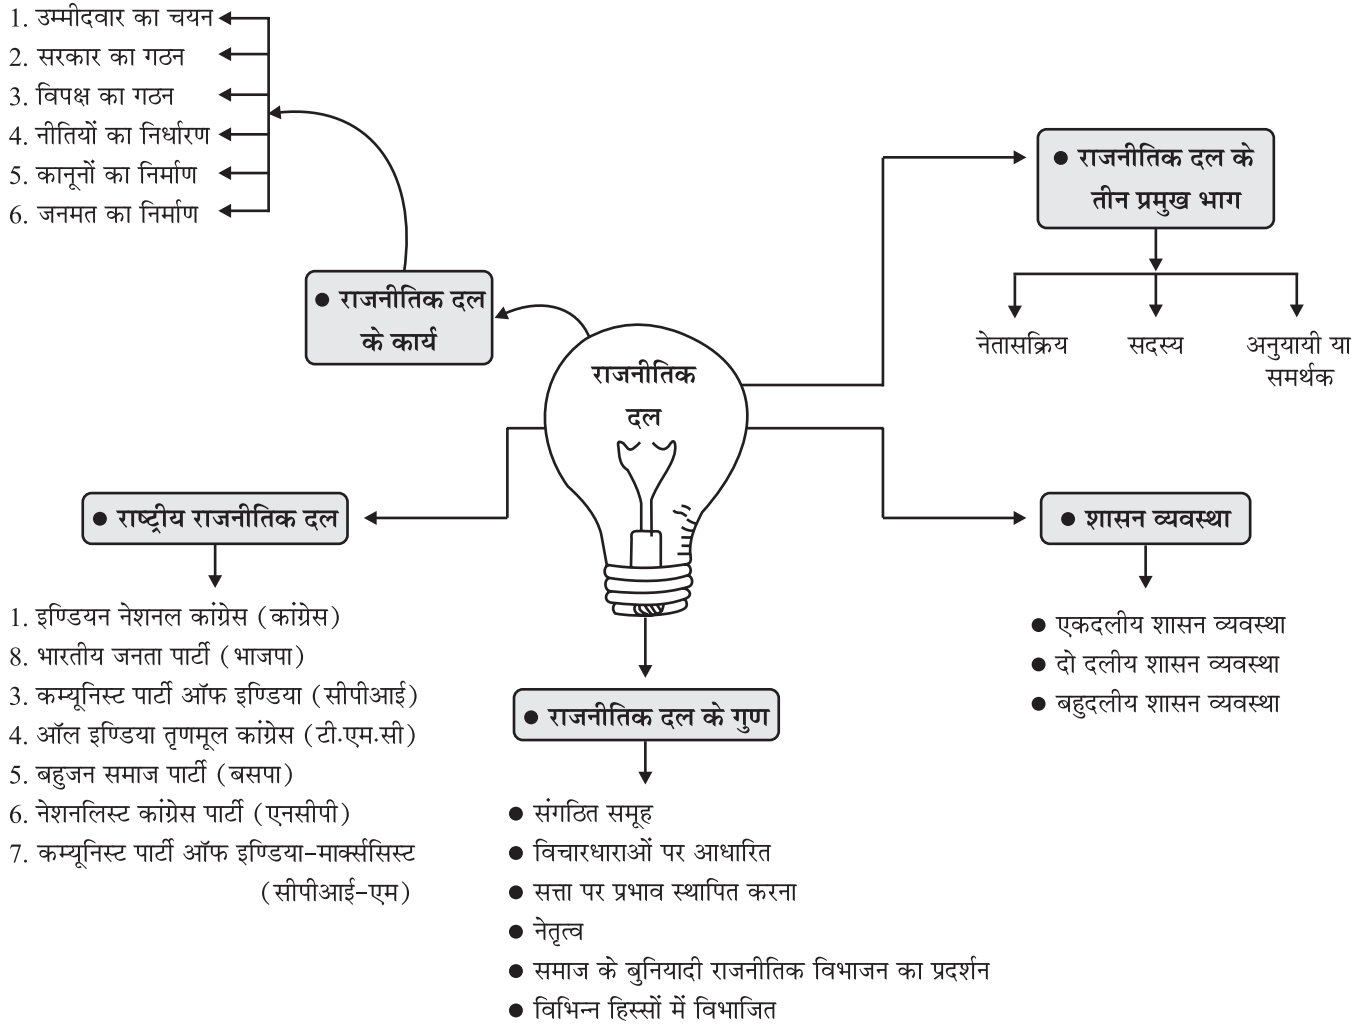 1. उम्मीदवार का चयन
2. सरकार का गठन
3. विपक्ष का गठन
4. नीतियों का निर्धारण
5. कानूनों का निर्माण
6. जनमत का निर्माण
● राजनीतिक दल
के कार्य
● राजनीतिक दल के
तीन प्रमुख भाग
नेतासक्रिय
सदस्य
अनुयायी या
समर्थक
राजनीतिक
दल
● राष्ट्रीय राजनीतिक दल
1. इण्डियन नेशनल कांग्रेस (कांग्रेस)
8. भारतीय जनता पार्टी (भाजपा)
3. कम्यूनिस्ट पार्टी ऑफ इण्डिया (सीपीआई)
4. ऑल इण्डिया तृणमूल कांग्रेस (टी.एम.सी)
5. बहुजन समाज पार्टी (बसपा)
6. नेशनलिस्ट कांग्रेस पार्टी (एनसीपी)
7. कम्यूनिस्ट पार्टी ऑफ इण्डिया-मार्क्ससिस्ट
(सीपीआई-एम)
● शासन व्यवस्था
● एकदलीय शासन व्यवस्था
● दो दलीय शासन व्यवस्था
● बहुदलीय शासन व्यवस्था
● राजनीतिक दल के गुण
● संगठित समूह
● विचारधाराओं पर आधारित
● सत्ता पर प्रभाव स्थापित करना
● नेतृत्व
● समाज के बुनियादी राजनीतिक विभाजन का प्रदर्शन
● विभिन्न हिस्सों में विभाजित